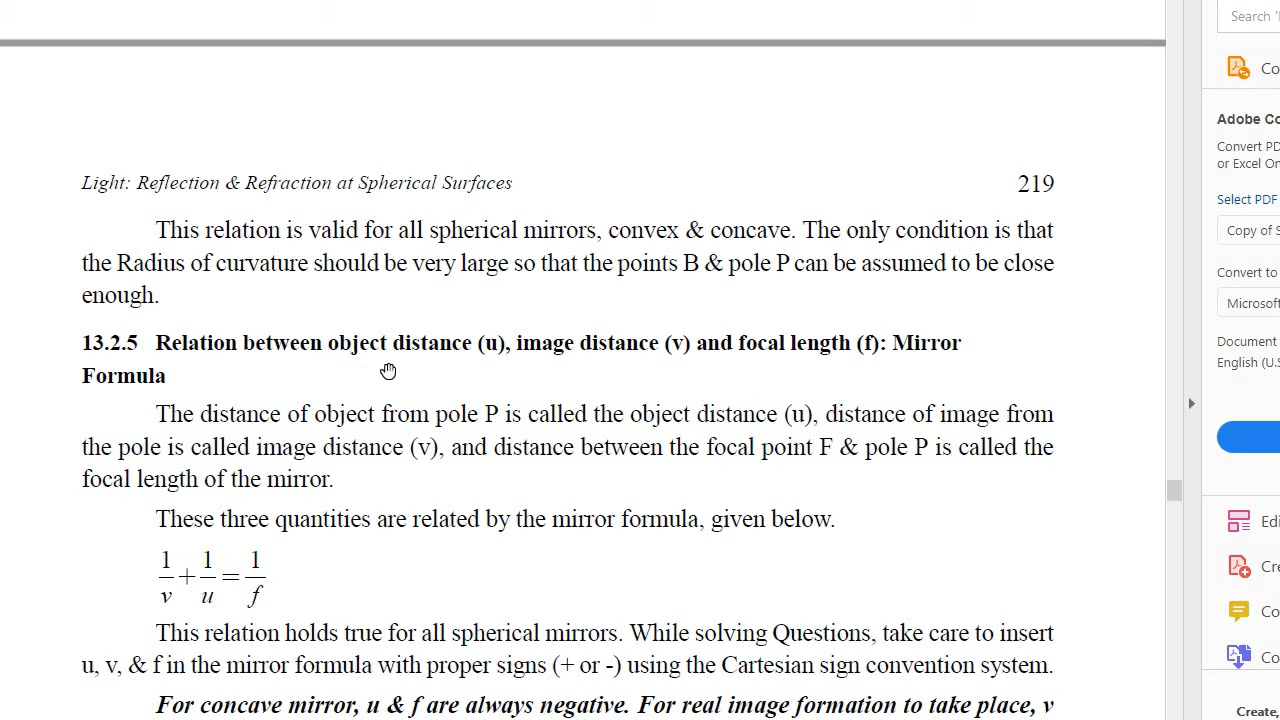 Light: Reflection & Refraction at Spherical Surfaces
219
This relation is valid for all spherical mirrors, convex & concave. The only condition is that
the Radius of curvature should be very large so that the points B & pole P can be assumed to be close
enough.
13.2.5 Relation between object distance (u), image distance (v) and focal length (f): Mirror
Formula
The distance of object from pole P is called the object distance (u), distance of image from
the pole is called image distance (v), and distance between the focal point F & pole P is called the
focal length of the mirror.
These three quantities are related by the mirror formula, given below.
1/v + 1/u = 1/f
This relation holds true for all spherical mirrors. While solving Questions, take care to insert
u, v, & f in the mirror formula with proper signs (+ or -) using the Cartesian sign convention system.
For concave mirror, u & f are always negative. For real image formation to take place, v
Search '
Co
Adobe Co
Convert PD
or Excel On
Select PDF
Copy of S
Convert to
Microsoft
Document
English (U.S
Edi
Cre
Co
Co
Create,